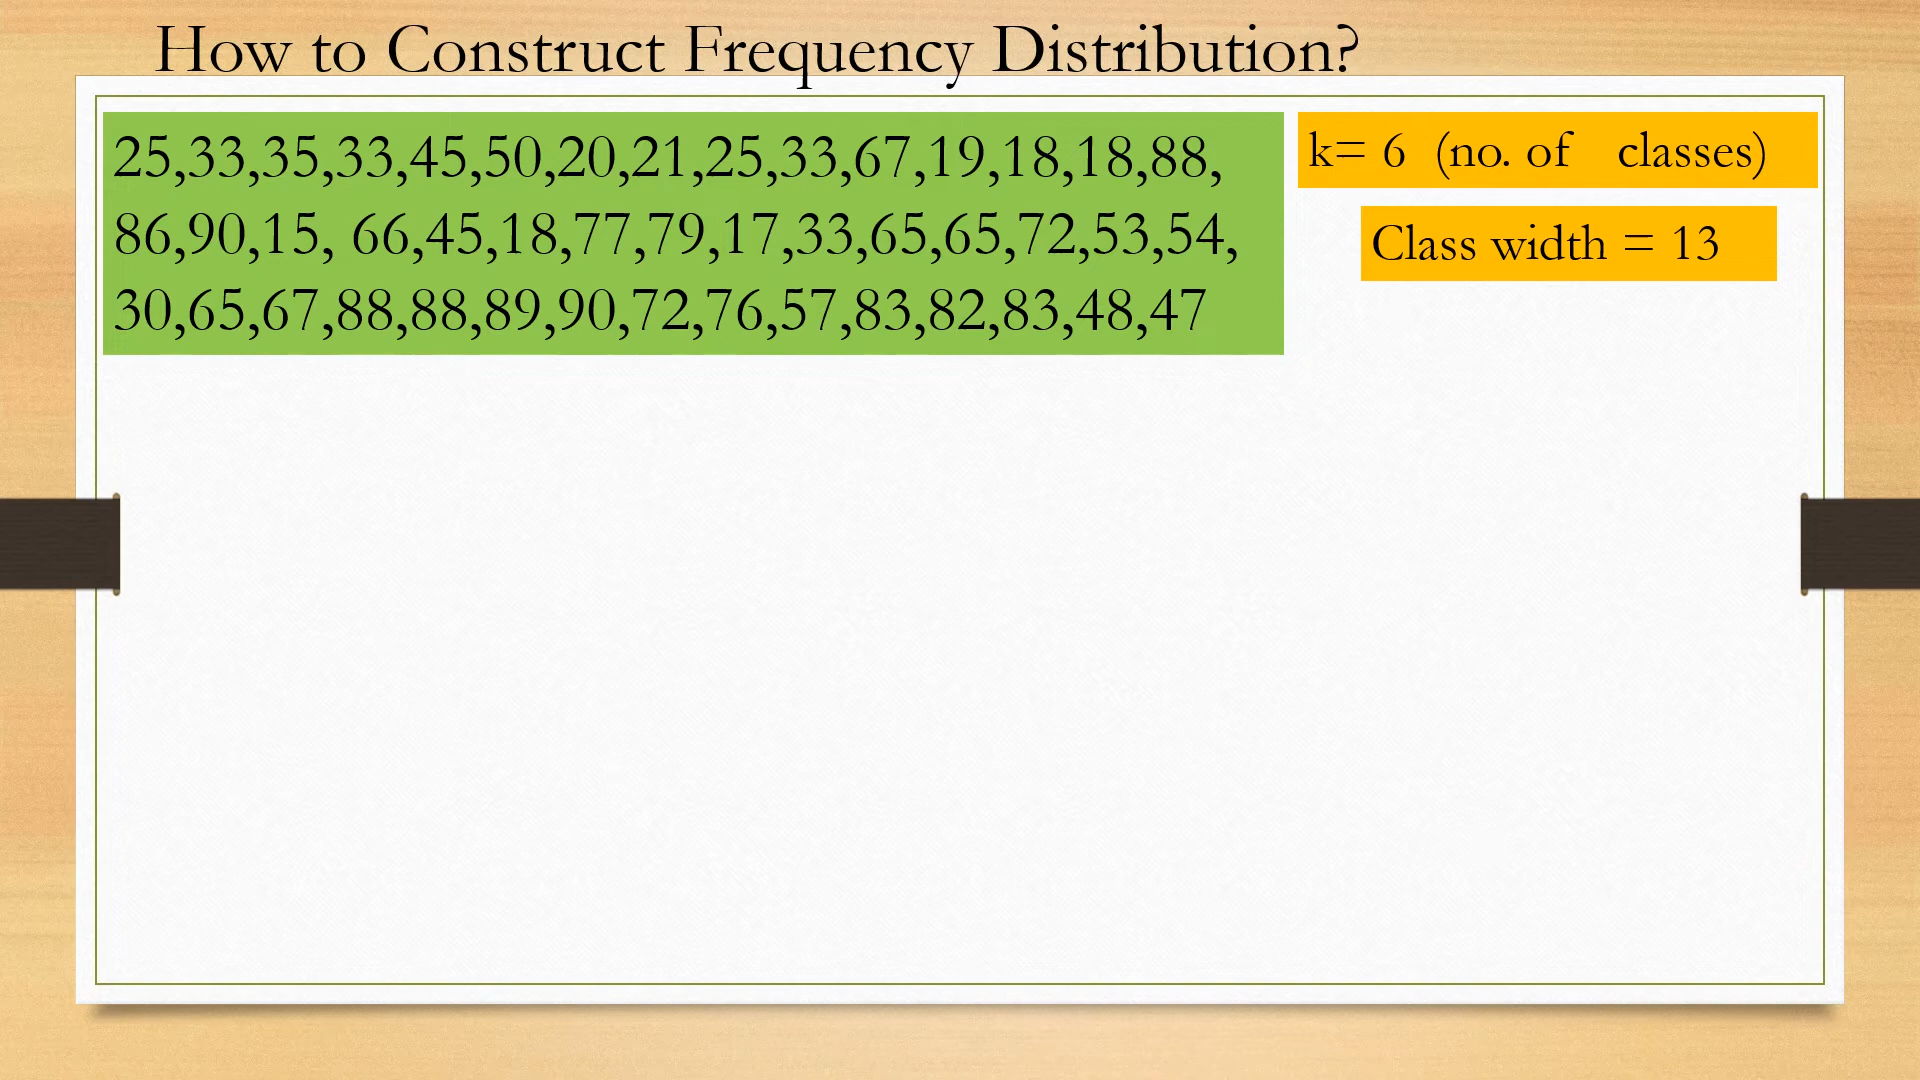 How to Construct Frequency Distribution?
25,33,35,33,45,50,20,21,25,33,67,19,18,18,88,
86,90,15, 66,45,18,77,79,17,33,65,65,72,53,54,
30,65,67,88,88,89,90,72,76,57,83,82,83,48,47
k= 6 (no. of classes)
Class width = 13